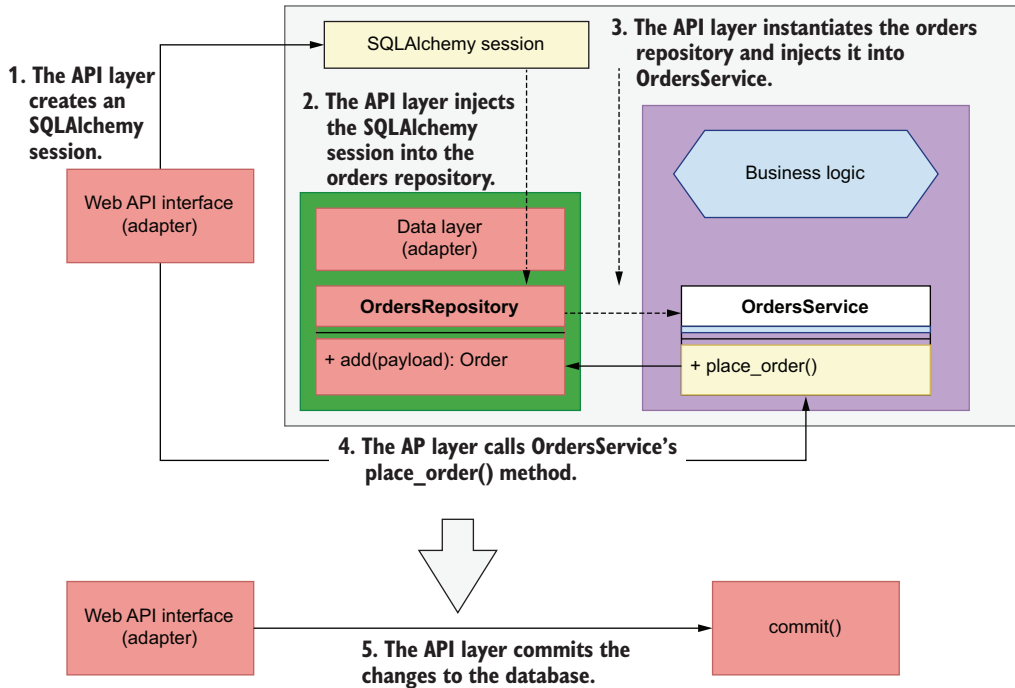 SQLAlchemy session
3. The API layer instantiates the orders
repository and injects it into
OrdersService.
1. The API layer
creates an
SQLAlchemy
session.
2. The API layer injects
the SQLAlchemy
session into the
orders repository.
Business logic
Web API interface
(adapter)
Data layer
(adapter)
OrdersRepository
OrdersService
+ add(payload): Order
+ place_order()
4. The AP layer calls OrdersService's
place_order() method.
Web API interface
(adapter)
commit()
5. The API layer commits the
changes to the database.